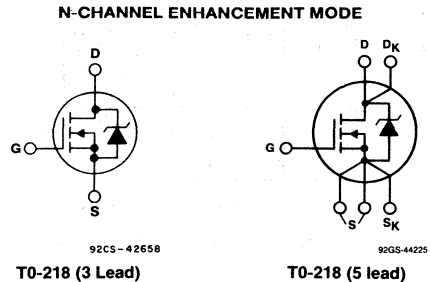 N-CHANNEL ENHANCEMENT MODE
D
G
S
92CS-42658
T0-218 (3 Lead)
D DK
G
S SK
92GS-44225
T0-218 (5 lead)